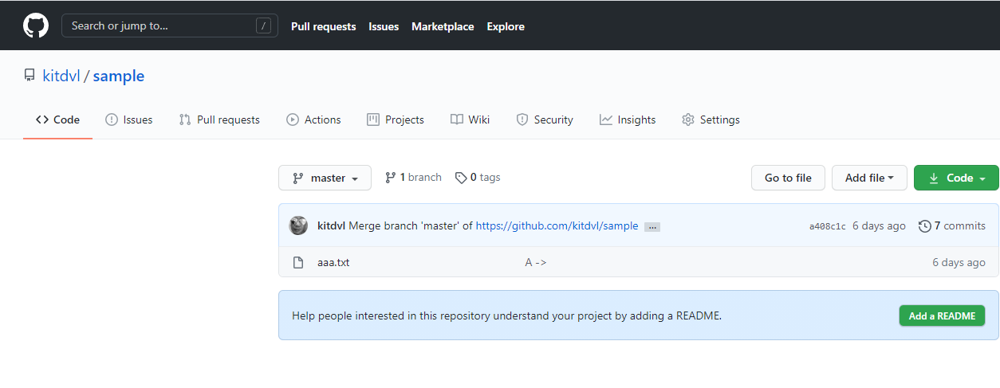 Search or jump to... /
Pull requests Issues Marketplace Explore
kitdvl / sample
Code Issues Pull requests Actions Projects Wiki Security Insights Settings
master 1 branch 0 tags Go to file Add file Code
kitdvl Merge branch 'master' of https://github.com/kitdvl/sample ... a408c1c 6 days ago 7 commits
aaa.txt A -> 6 days ago
Help people interested in this repository understand your project by adding a README. Add a README